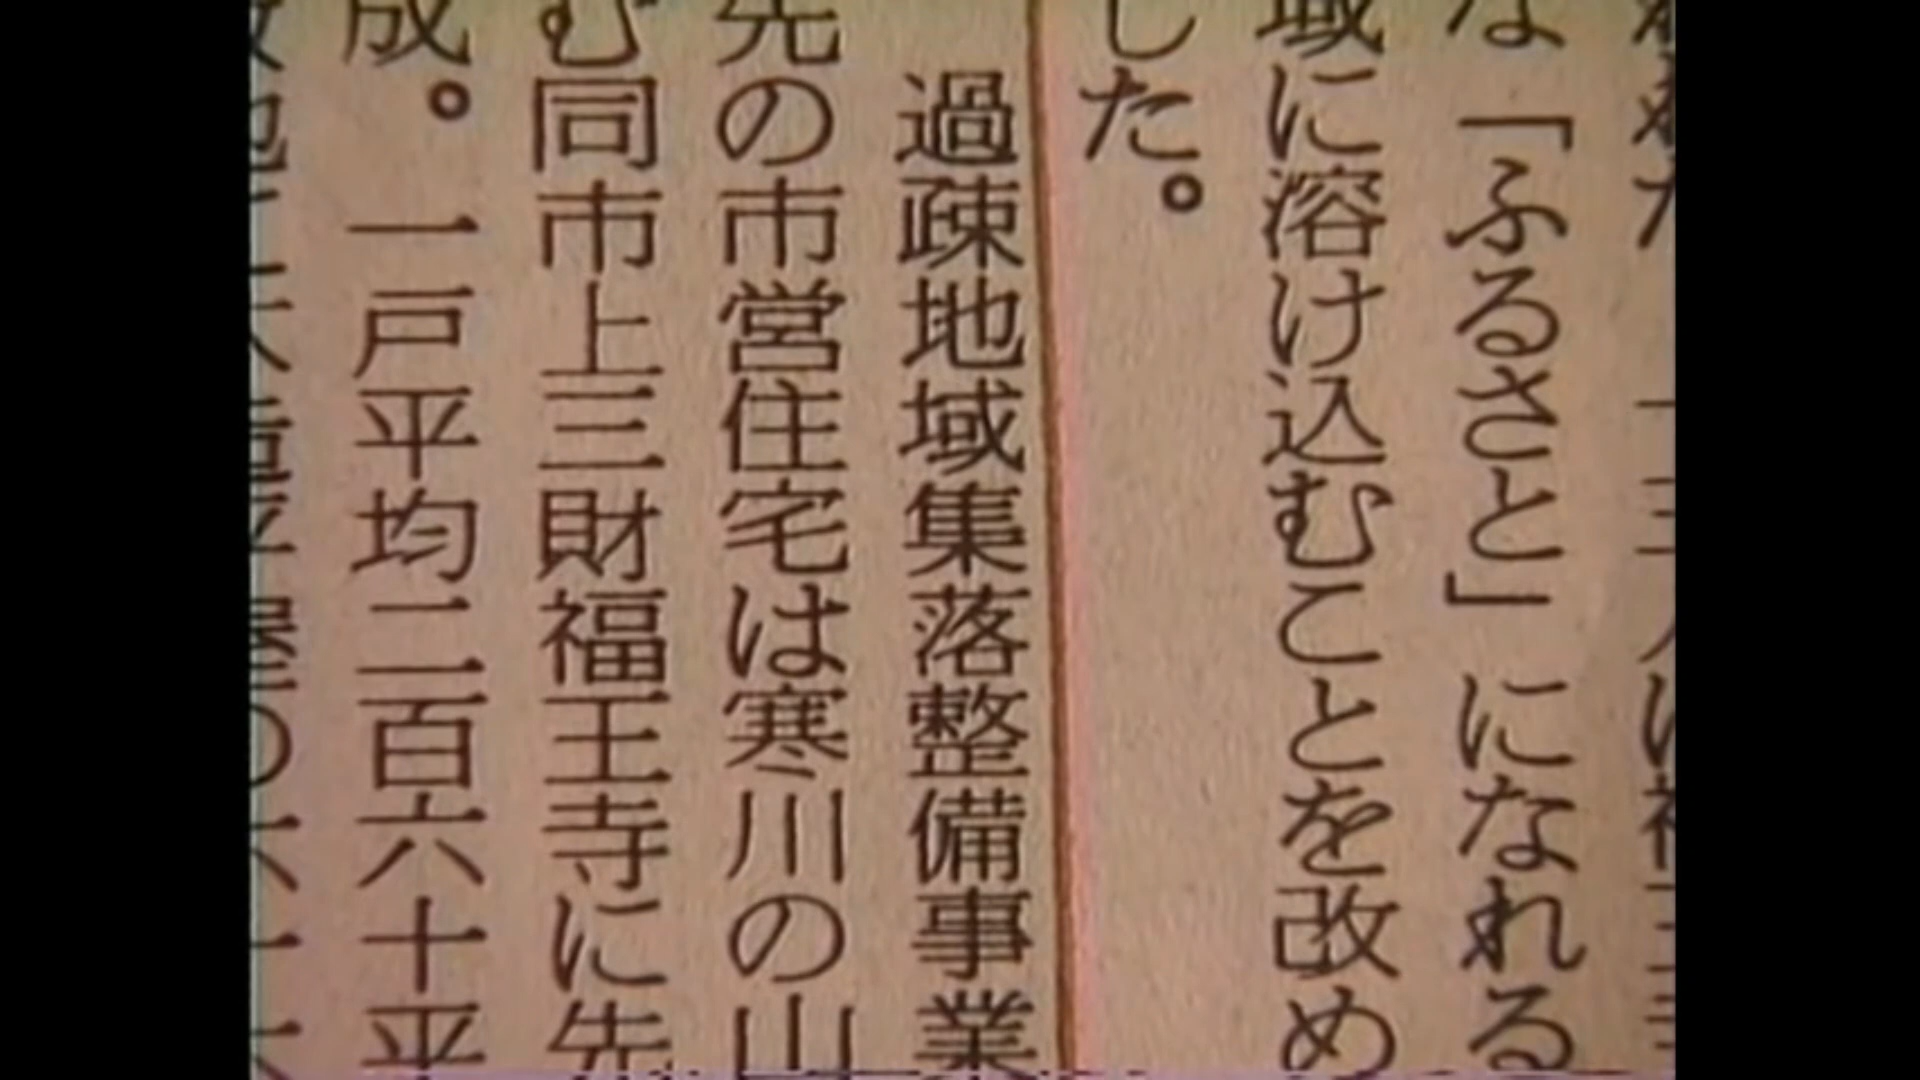 な「ふるさと」になれる
域に溶け込むことを改め
した。
過疎地域集落整備事業
先の市営住宅は寒川の山
む同市上三財福王寺に先
成。一戸平均二百六十平